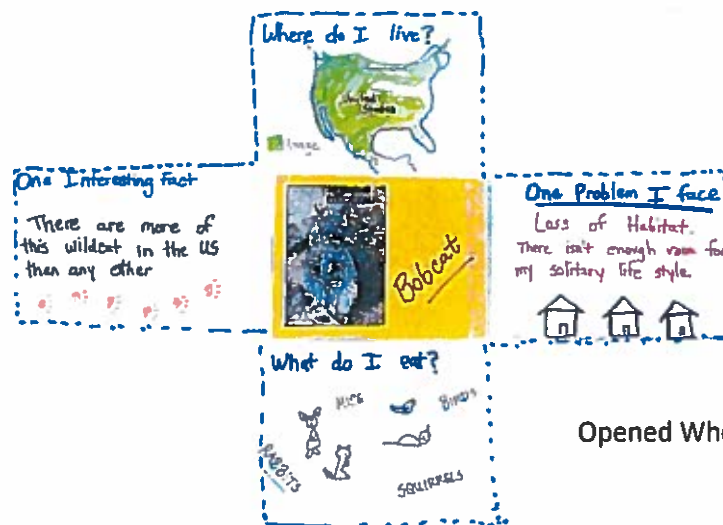 Where do I live?
United
States
Image
One Interesting Fact
There are more of
this wildcat in the US
than any other
Bobcat
One Problem I face
Loss of Habitat.
There isn't enough room for
my solitary life style.
What do I eat?
MICE
BIRDS
RABBITS
SQUIRRELS
Opened Whe